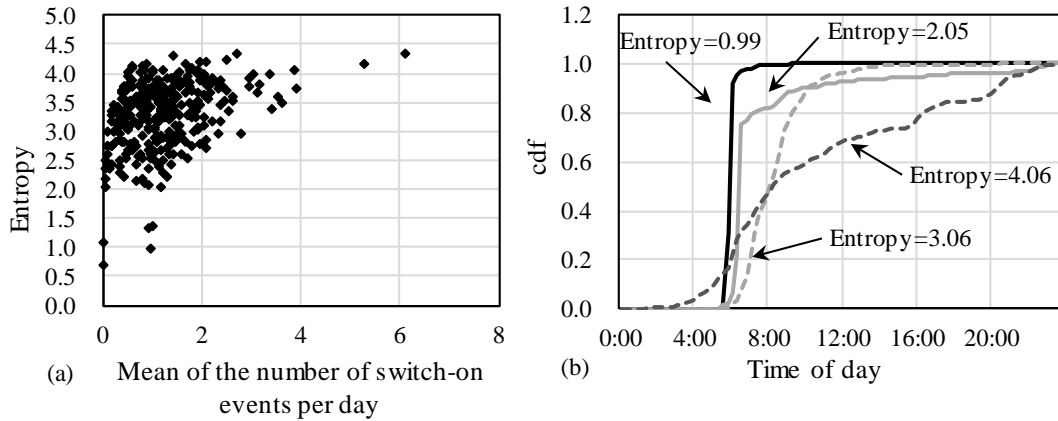 5.0
4.5
4.0
3.5
3.0
2.5
2.0
1.5
1.0
0.5
0.0
Entropy
0 2 4 6 8
(a) Mean of the number of switch-on
events per day
1.2
1.0
0.8
0.6
0.4
0.2
0.0
cdf
Entropy=0.99
Entropy=2.05
Entropy=4.06
Entropy=3.06
0:00 4:00 8:00 12:00 16:00 20:00
(b) Time of day